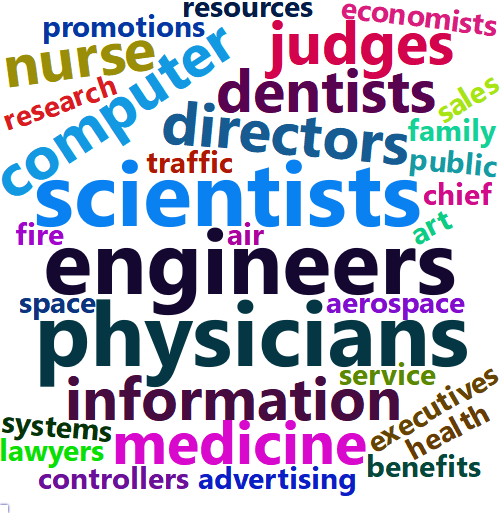 resources
economists
promotions
judges
nurse
computer
dentists
sales
research
directors
family
traffic
public
scientists
chief
art
fire
air
engineers
space
aerospace
physicians
service
information
executives
health
systems
medicine
lawyers
benefits
controllers
advertising